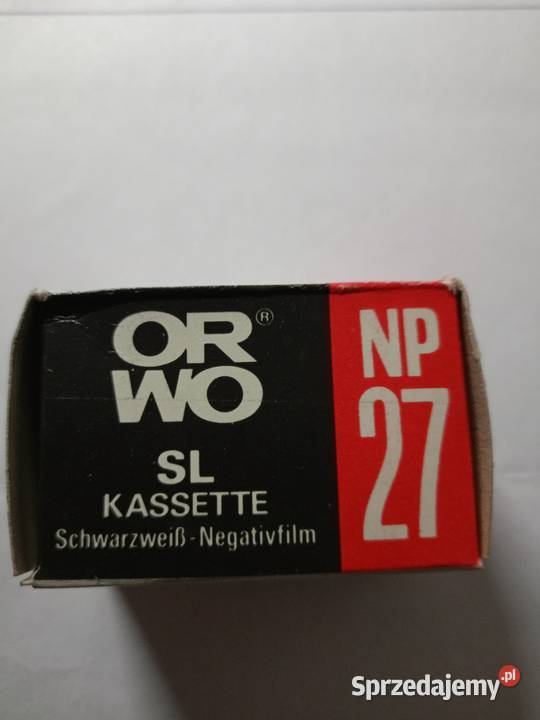 OR®
WO
SL
KASSETTE
Schwarzweiß-Negativfilm
NP
27
Sprzedajemy.pl